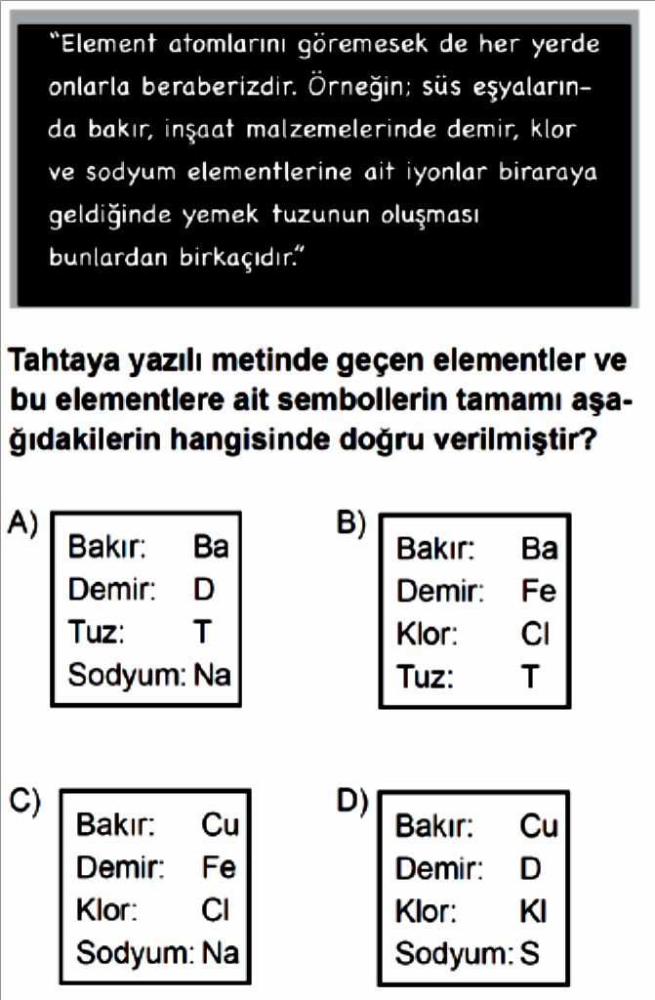 “Element atomlarını göremesek de her yerde
onlarla beraberizdir. Örneğin; süs eşyaların-
da bakır, inşaat malzemelerinde demir, klor
ve sodyum elementlerine ait iyonlar biraraya
geldiğinde yemek tuzunun oluşması
bunlardan birkaçıdır.”
Tahtaya yazılı metinde geçen elementler ve
bu elementlere ait sembollerin tamamı aşa-
ğıdakilerin hangisinde doğru verilmiştir?
A)
Bakır: Ba
Demir: D
Tuz: T
Sodyum: Na
B)
Bakır: Ba
Demir: Fe
Klor: Cl
Tuz: T
C)
Bakır: Cu
Demir: Fe
Klor: Cl
Sodyum: Na
D)
Bakır: Cu
Demir: D
Klor: Kl
Sodyum: S